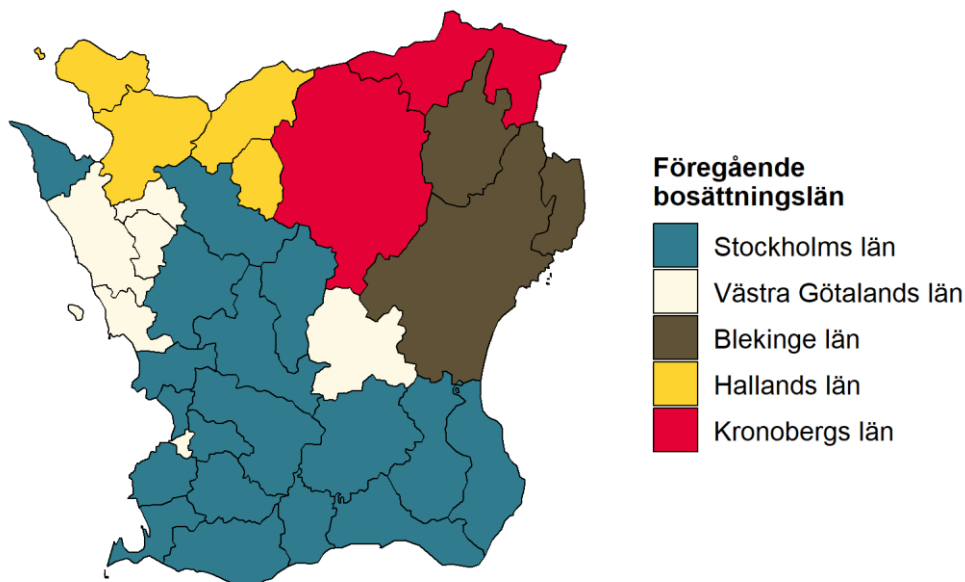 Föregående
bosättningslän
Stockholms län
Västra Götalands län
Blekinge län
Hallands län
Kronobergs län